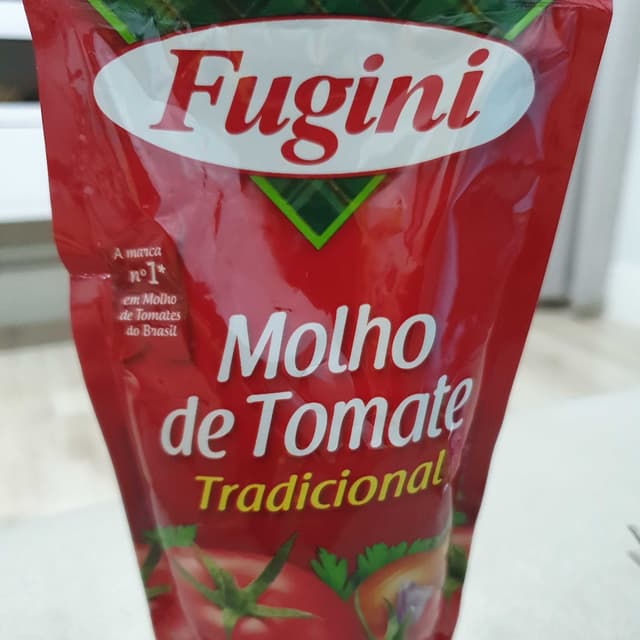 Fugini
A marca
nº1*
em Molho
de Tomates
do Brasil
Molho
de Tomate
Tradicional